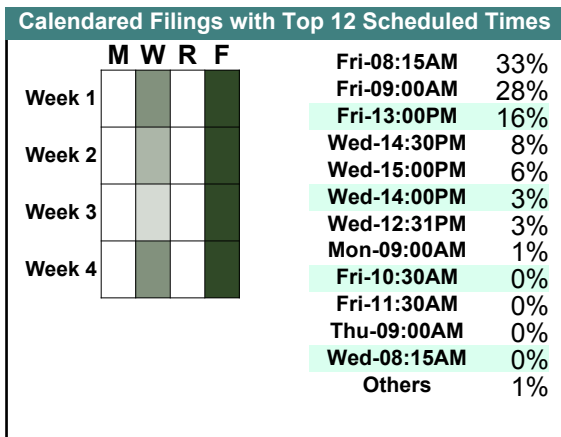 Calendared Filings with Top 12 Scheduled Times
M W R F
Week 1
Week 2
Week 3
Week 4
Fri-08:15AM 33%
Fri-09:00AM 28%
Fri-13:00PM 16%
Wed-14:30PM 8%
Wed-15:00PM 6%
Wed-14:00PM 3%
Wed-12:31PM 3%
Mon-09:00AM 1%
Fri-10:30AM 0%
Fri-11:30AM 0%
Thu-09:00AM 0%
Wed-08:15AM 0%
Others 1%